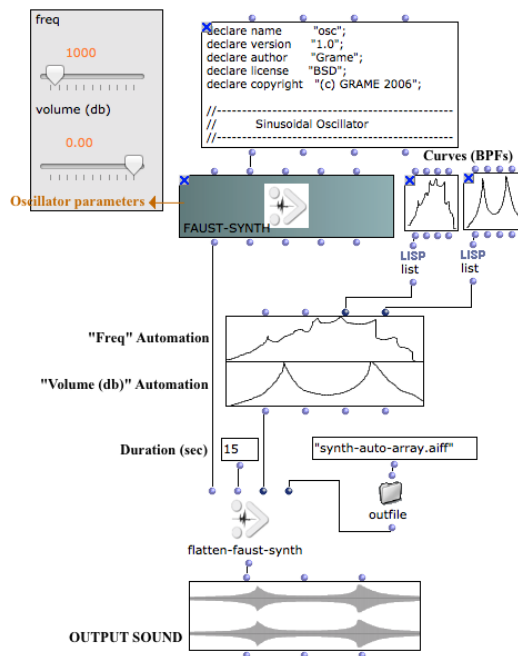 freq
1000
volume (db)
0.00
declare name "osc";
declare version "1.0";
declare author "Grame";
declare license "BSD";
declare copyright "(c) GRAME 2006";
//-----------------------------------------------
// Sinusoidal Oscillator
//-----------------------------------------------
Curves (BPFs)
Oscillator parameters
FAUST-SYNTH
LISP
list
LISP
list
"Freq" Automation
"Volume (db)" Automation
Duration (sec)
15
"synth-auto-array.aiff"
outfile
flatten-faust-synth
OUTPUT SOUND